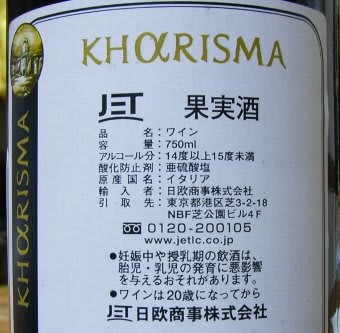 KHαRISMA
KHαRISMA
JET 果実酒
品名：ワイン
容量：750ml
アルコール分：14度以上15度未満
酸化防止剤：亜硫酸塩
原産国名：イタリア
輸入者：日欧商事株式会社
引取先：東京都港区芝3-2-18
NBF芝公園ビル4F
0120-200105
www.jetlc.co.jp
●妊娠中や授乳期の飲酒は、
胎児・乳児の発育に悪影響
を与えるおそれがあります。
●ワインは20歳になってから
JET 日欧商事株式会社